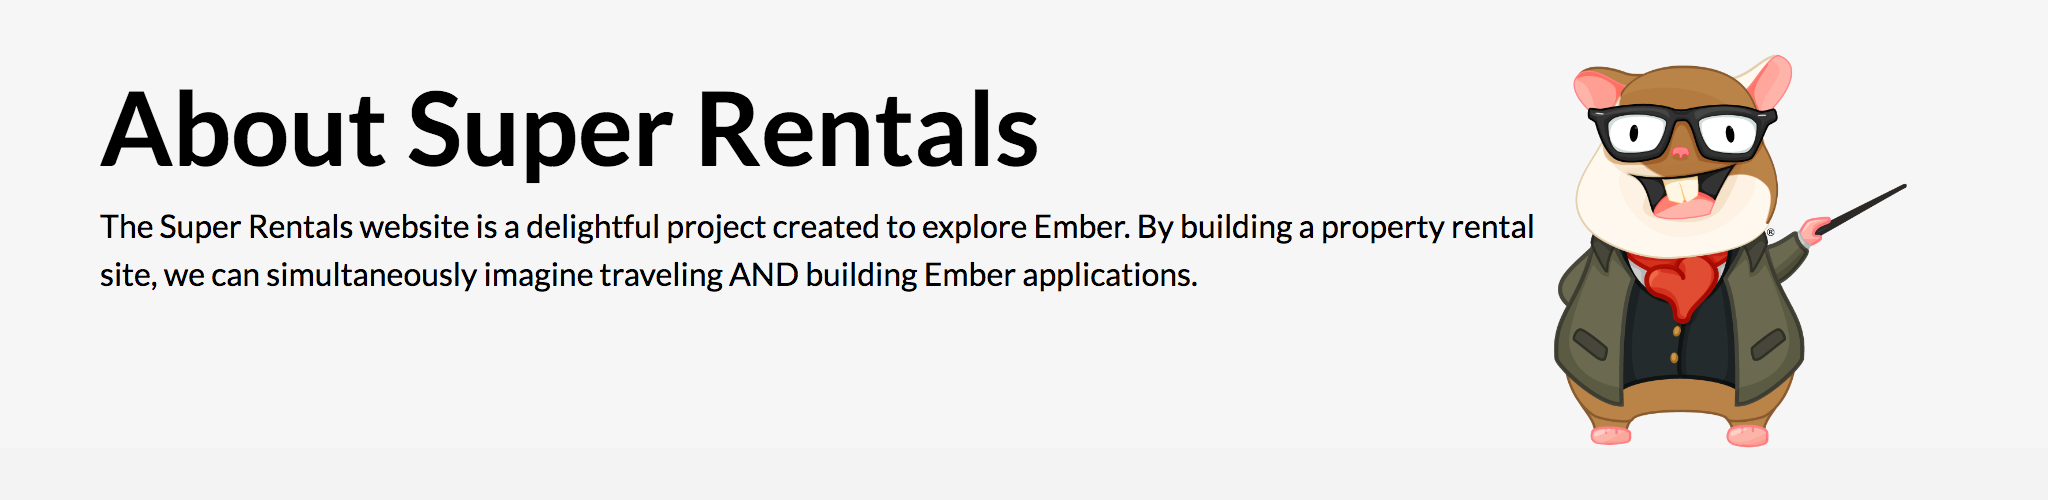 About Super Rentals
The Super Rentals website is a delightful project created to explore Ember. By building a property rental
site, we can simultaneously imagine traveling AND building Ember applications.
®